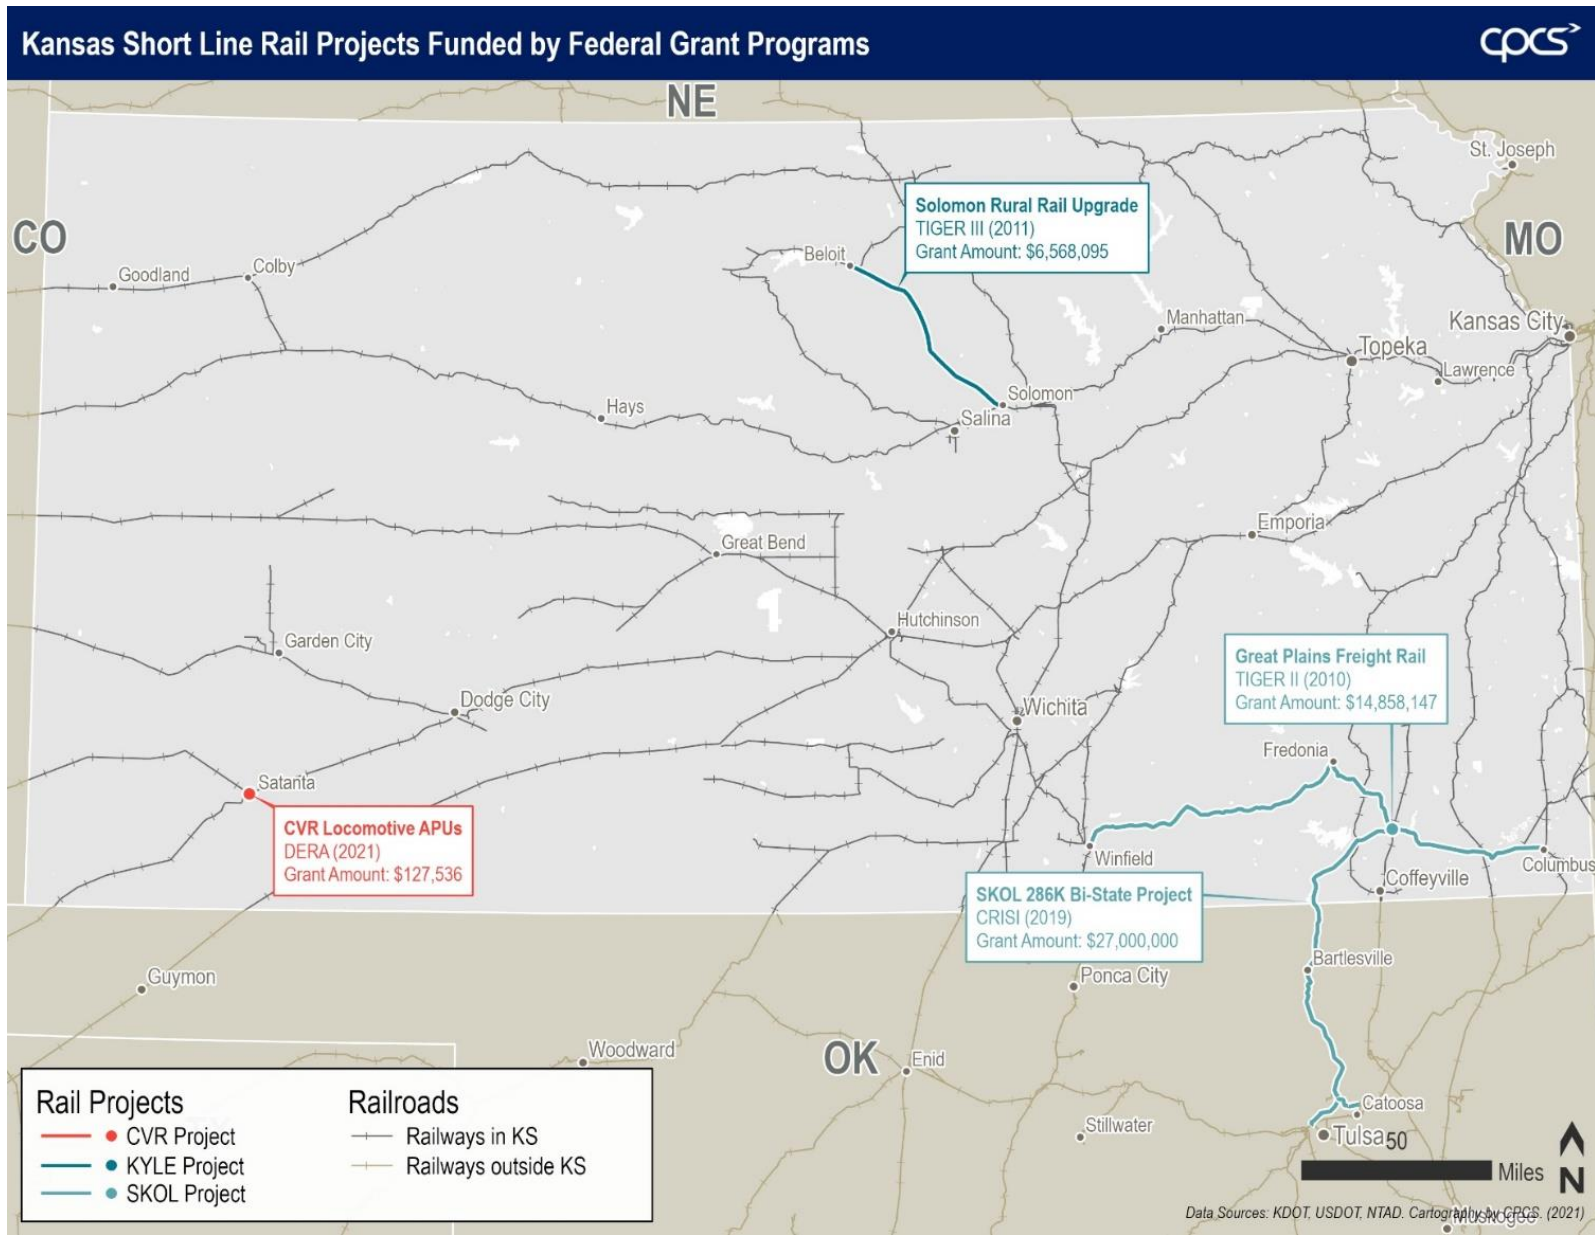 Kansas Short Line Rail Projects Funded by Federal Grant Programs
cpcs
NE
St. Joseph
CO
MO
Solomon Rural Rail Upgrade
TIGER III (2011)
Grant Amount: $6,568,095
Beloit
Goodland
Colby
Manhattan
Kansas City
Topeka
Lawrence
Solomon
Hays
Salina
Emporia
Great Bend
Hutchinson
Garden City
Great Plains Freight Rail
TIGER II (2010)
Grant Amount: $14,858,147
Dodge City
Wichita
Fredonia
Satanta
CVR Locomotive APUs
DERA (2021)
Grant Amount: $127,536
Winfield
Columbus
Coffeyville
SKOL 286K Bi-State Project
CRISI (2019)
Grant Amount: $27,000,000
Bartlesville
Guymon
Ponca City
Woodward
OK
Enid
Catoosa
Stillwater
Tulsa
50
Miles
N
Rail Projects
CVR Project
KYLE Project
SKOL Project
Railroads
Railways in KS
Railways outside KS
Data Sources: KDOT, USDOT, NTAD. Cartography by CPCS. (2021)
Muskogee